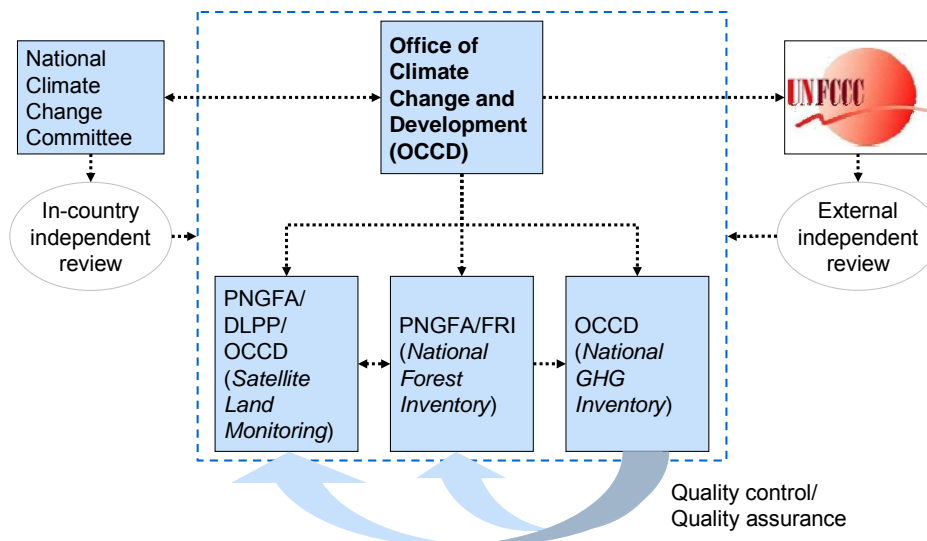 National
Climate
Change
Committee
Office of
Climate
Change and
Development
(OCCD)
UNFCCC
In-country
independent
review
External
independent
review
PNGFA/
DLPP/
OCCD
(Satellite
Land
Monitoring)
PNGFA/FRI
(National
Forest
Inventory)
OCCD
(National
GHG
Inventory)
Quality control/
Quality assurance